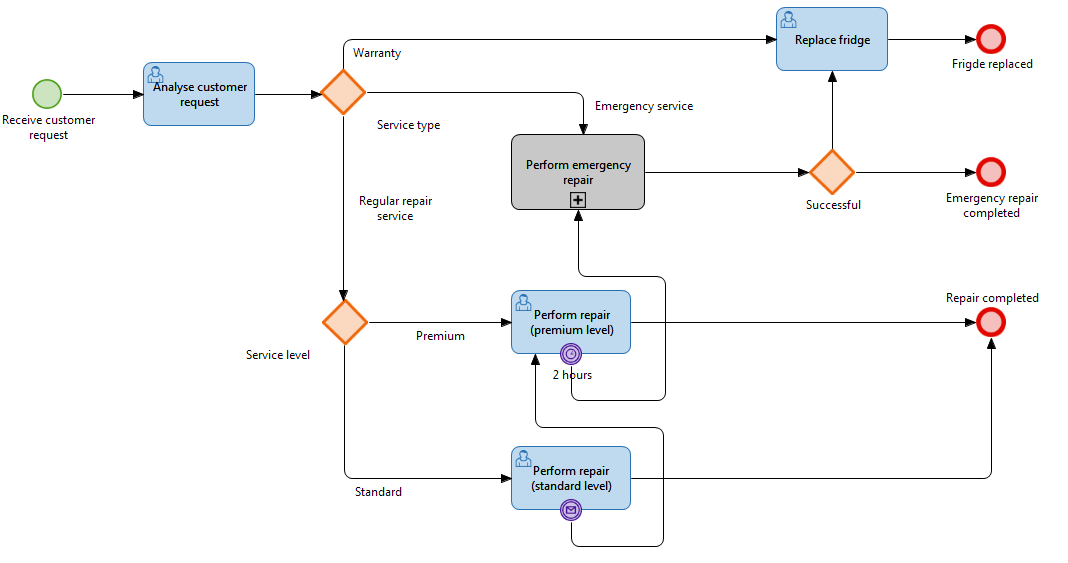 Receive customer
request
Analyse customer
request
Warranty
Service type
Emergency service
Replace fridge
Frigde replaced
Perform emergency
repair
Successful
Emergency repair
completed
Regular repair
service
Service level
Premium
Perform repair
(premium level)
2 hours
Repair completed
Standard
Perform repair
(standard level)